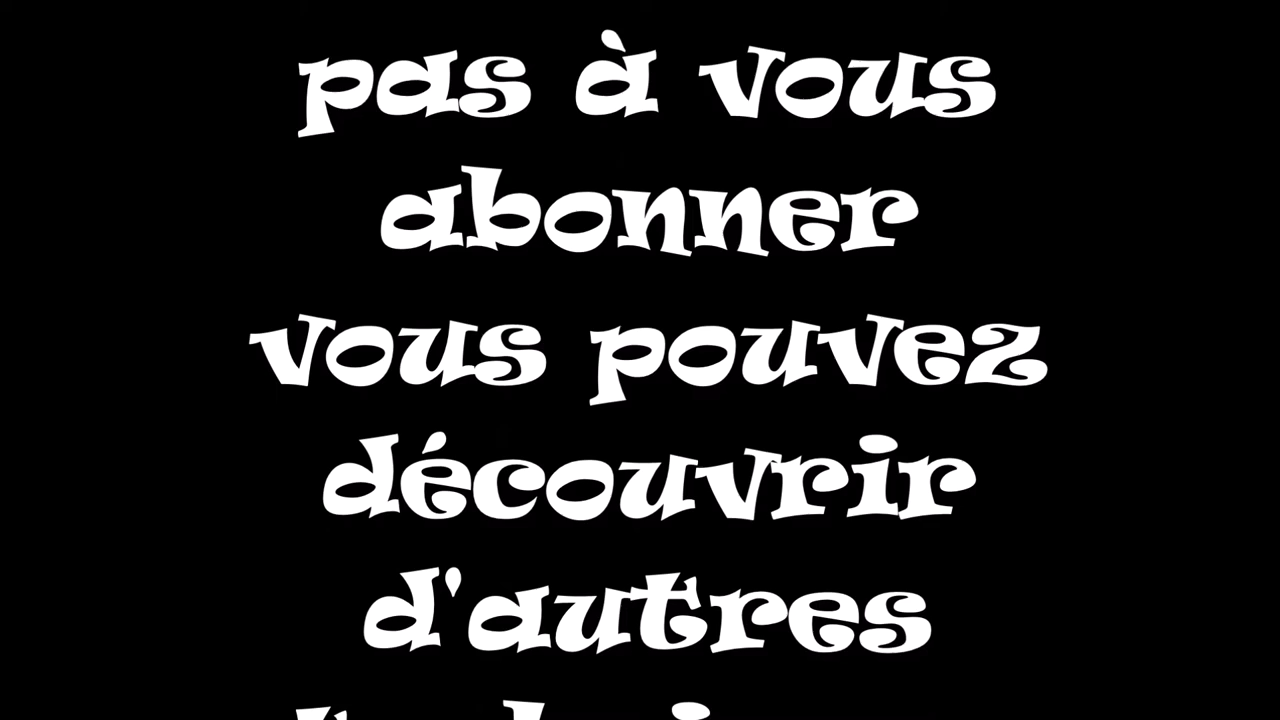 pas à vous
abonner
vous pouvez
découvrir
d'autres